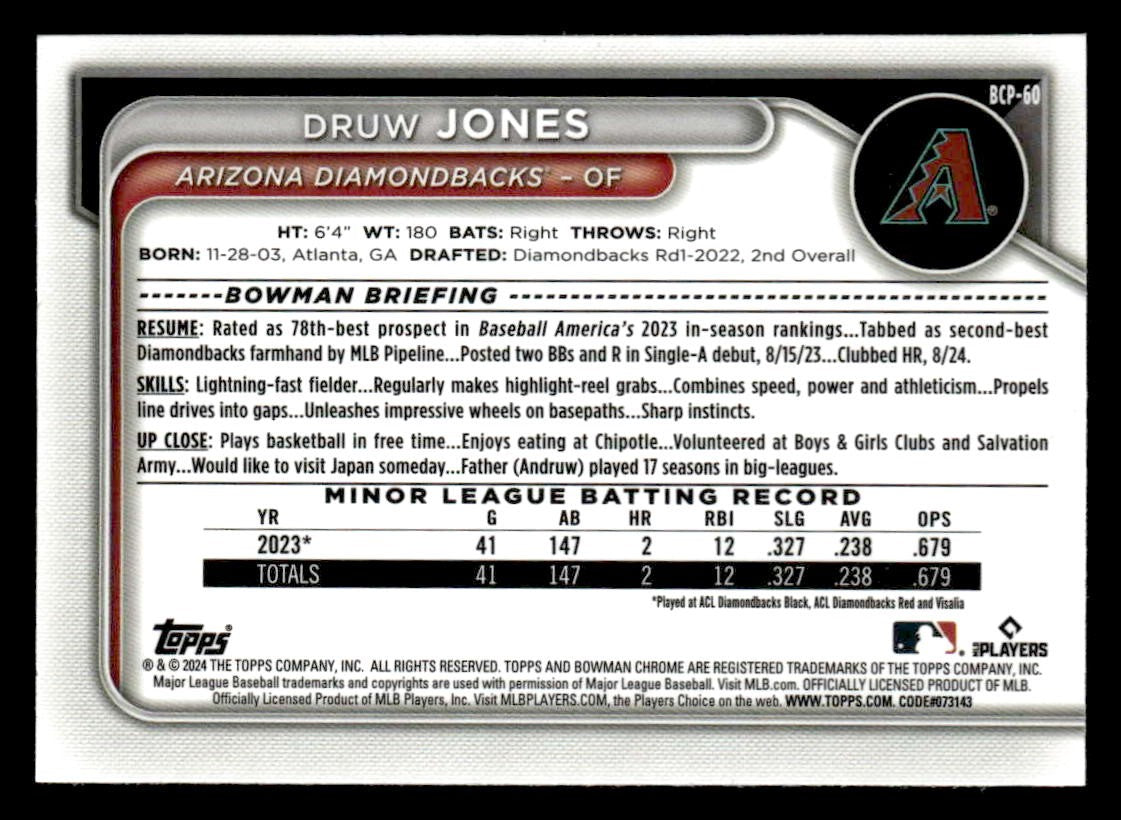 BCP-60
DRUW JONES
ARIZONA DIAMONDBACKS® – OF
A®
HT: 6'4" WT: 180 BATS: Right THROWS: Right
BORN: 11-28-03, Atlanta, GA DRAFTED: Diamondbacks Rd1-2022, 2nd Overall
BOWMAN BRIEFING
RESUME: Rated as 78th-best prospect in Baseball America's 2023 in-season rankings...Tabbed as second-best
Diamondbacks farmhand by MLB Pipeline...Posted two BBs and R in Single-A debut, 8/15/23...Clubbed HR, 8/24.
SKILLS: Lightning-fast fielder...Regularly makes highlight-reel grabs...Combines speed, power and athleticism...Propels
line drives into gaps...Unleashes impressive wheels on basepaths...Sharp instincts.
UP CLOSE: Plays basketball in free time...Enjoys eating at Chipotle...Volunteered at Boys & Girls Clubs and Salvation
Army...Would like to visit Japan someday...Father (Andruw) played 17 seasons in big-leagues.
MINOR LEAGUE BATTING RECORD
YR G AB HR RBI SLG AVG OPS
2023* 41 147 2 12 .327 .238 .679
TOTALS 41 147 2 12 .327 .238 .679
*Played at ACL Diamondbacks Black, ACL Diamondbacks Red and Visalia
Topps® MLB PLAYERS
® & © 2024 THE TOPPS COMPANY, INC. ALL RIGHTS RESERVED. TOPPS AND BOWMAN CHROME ARE REGISTERED TRADEMARKS OF THE TOPPS COMPANY, INC.
Major League Baseball trademarks and copyrights are used with permission of Major League Baseball. Visit MLB.com. OFFICIALLY LICENSED PRODUCT OF MLB.
Officially Licensed Product of MLB Players, Inc. Visit MLBPLAYERS.COM, the Players Choice on the web. WWW.TOPPS.COM. CODE#073143